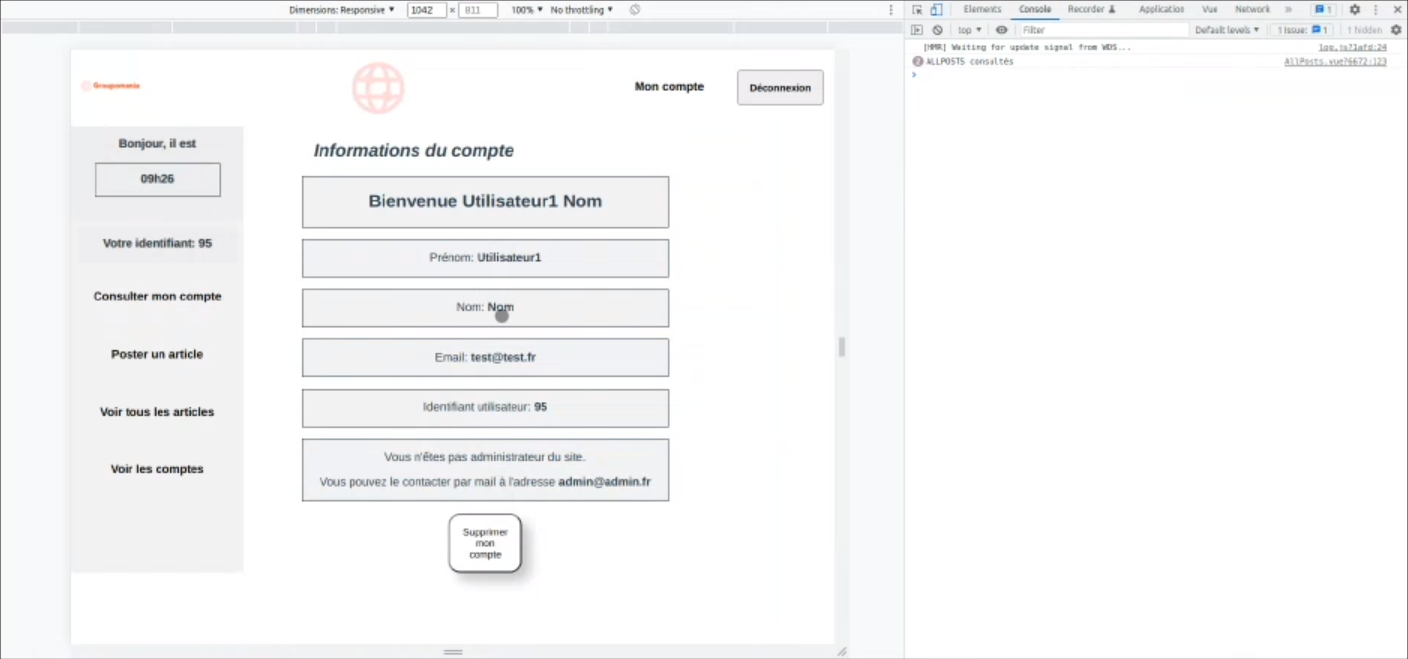 Dimensions: Responsive ▼ 1042 × 811 100% ▼ No throttling ▼
Elements Console Recorder Application Vue Network » 1
top ▼ Filter Default levels ▼ 1 Issue: 1 1 hidden
[HMR] Waiting for update signal from WDS... log.js?1afd:24
2 ALLPOSTS consultés AllPosts.vue?6672:123
>
Groupomania
Mon compte
Déconnexion
Bonjour, il est
09h26
Votre identifiant: 95
Consulter mon compte
Poster un article
Voir tous les articles
Voir les comptes
Informations du compte
Bienvenue Utilisateur1 Nom
Prénom: Utilisateur1
Nom: Nom
Email: test@test.fr
Identifiant utilisateur: 95
Vous n'êtes pas administrateur du site.
Vous pouvez le contacter par mail à l'adresse admin@admin.fr
Supprimer
mon
compte